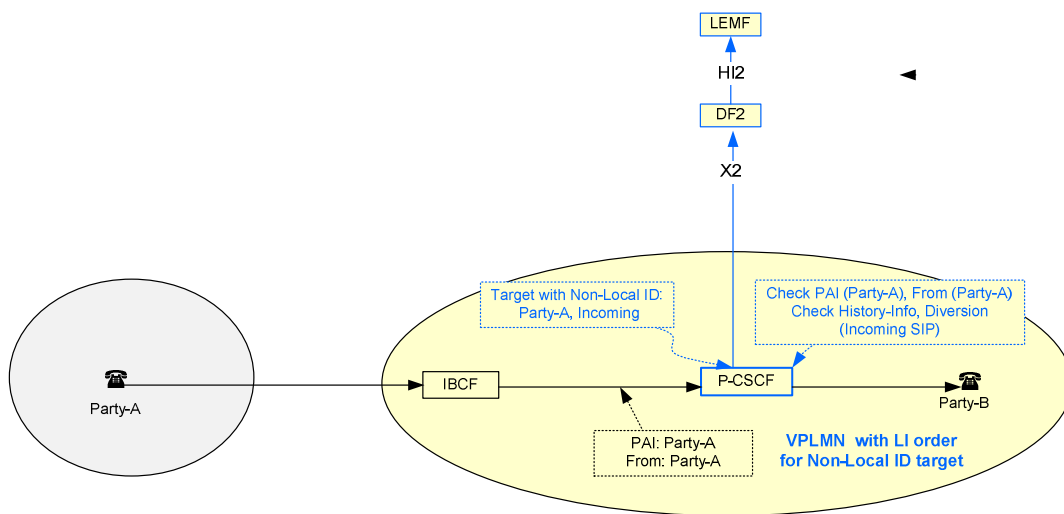 LEMF
HI2
DF2
X2
Target with Non-Local ID:
Party-A, Incoming
Check PAI (Party-A), From (Party-A)
Check History-Info, Diversion
(Incoming SIP)
Party-A
IBCF
P-CSCF
Party-B
PAI: Party-A
From: Party-A
VPLMN with LI order
for Non-Local ID target